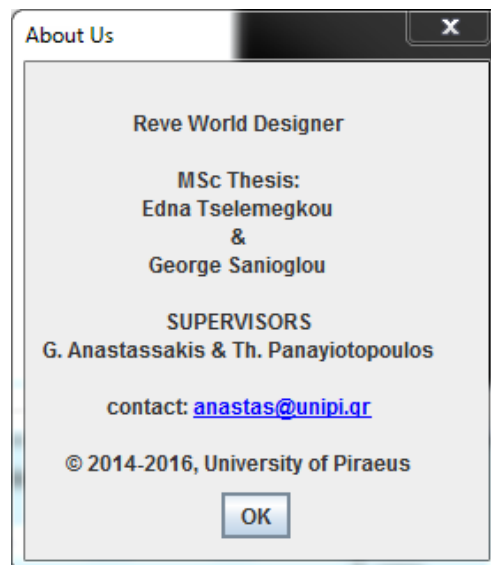 About Us
x
Reve World Designer
MSc Thesis:
Edna Tselemegkou
&
George Sanioglou
SUPERVISORS
G. Anastassakis & Th. Panayiotopoulos
contact: anastas@unipi.gr
© 2014-2016, University of Piraeus
OK